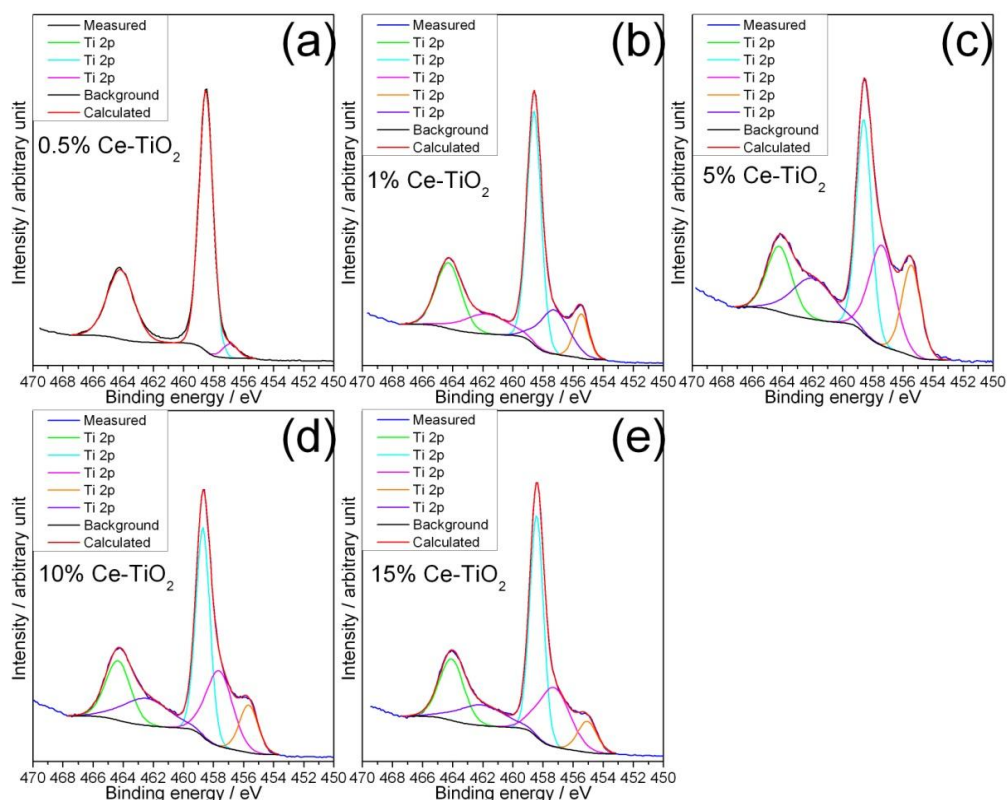 (a)
Measured
Ti 2p
Ti 2p
Ti 2p
Background
Calculated
0.5% Ce-TiO₂
Intensity / arbitrary unit
470 468 466 464 462 460 458 456 454 452 450
Binding energy / eV
(b)
Measured
Ti 2p
Ti 2p
Ti 2p
Ti 2p
Ti 2p
Background
Calculated
1% Ce-TiO₂
Intensity / arbitrary unit
470 468 466 464 462 460 458 456 454 452 450
Binding energy / eV
(c)
Measured
Ti 2p
Ti 2p
Ti 2p
Ti 2p
Ti 2p
Background
Calculated
5% Ce-TiO₂
Intensity / arbitrary unit
470 468 466 464 462 460 458 456 454 452 450
Binding energy / eV
(d)
Measured
Ti 2p
Ti 2p
Ti 2p
Ti 2p
Ti 2p
Background
Calculated
10% Ce-TiO₂
Intensity / arbitrary unit
470 468 466 464 462 460 458 456 454 452 450
Binding energy / eV
(e)
Measured
Ti 2p
Ti 2p
Ti 2p
Ti 2p
Ti 2p
Background
Calculated
15% Ce-TiO₂
Intensity / arbitrary unit
470 468 466 464 462 460 458 456 454 452 450
Binding energy / eV